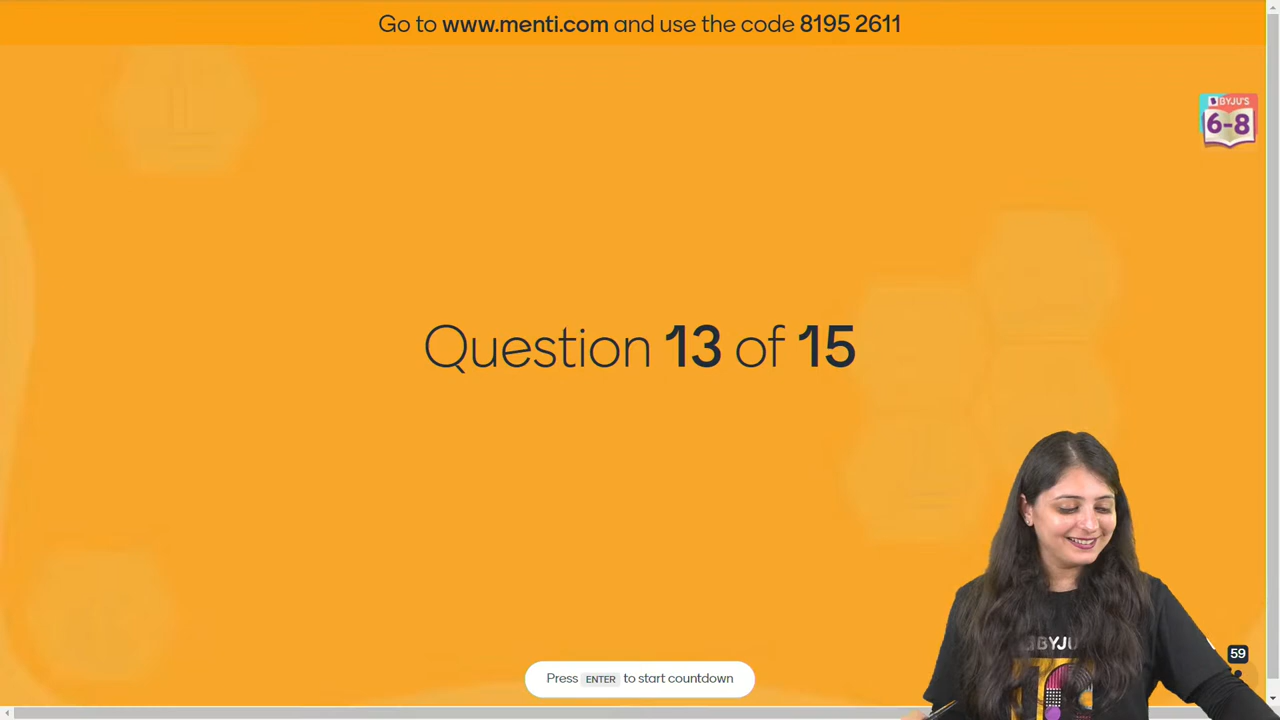 Go to www.menti.com and use the code 8195 2611
BYJU'S
6-8
Question 13 of 15
BYJU
59
Press ENTER to start countdown